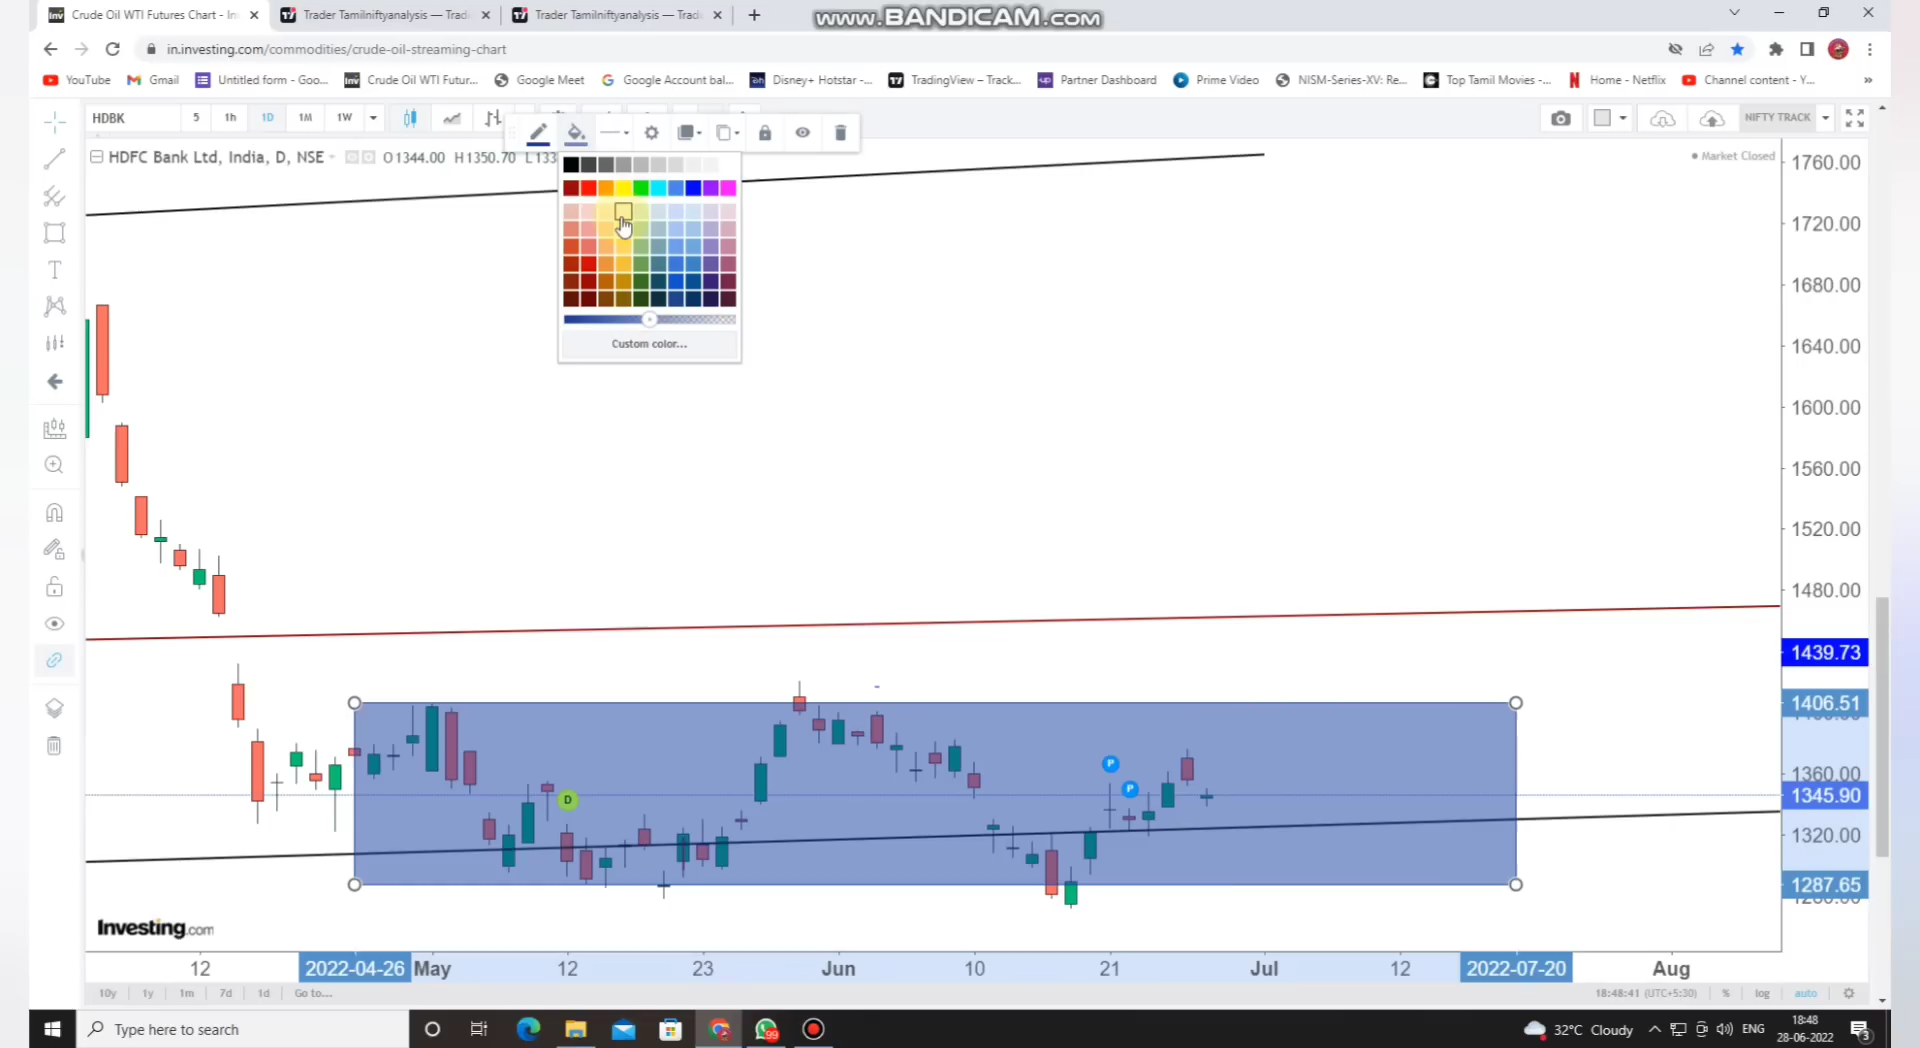 Crude Oil WTI Futures Chart - In
Trader Tamilniftyanalysis — Tradi
Trader Tamilniftyanalysis — Trad
www.BANDICAM.com
in.investing.com/commodities/crude-oil-streaming-chart
YouTube
Gmail
Untitled form - Goo...
Crude Oil WTI Futur...
Google Meet
Google Account bal...
Disney+ Hotstar -...
TradingView – Track...
Partner Dashboard
Prime Video
NISM-Series-XV: Re...
Top Tamil Movies -...
Home - Netflix
Channel content - Y...
HDBK
5
1h
1D
1M
1W
NIFTY TRACK
HDFC Bank Ltd, India, D, NSE
O1344.00 H1350.70 L133
Market Closed
Custom color...
1760.00
1720.00
1680.00
1640.00
1600.00
1560.00
1520.00
1480.00
1439.73
1406.51
1360.00
1345.90
1320.00
1287.65
P
P
D
Investing.com
12
2022-04-26
May
12
23
Jun
10
21
Jul
12
2022-07-20
Aug
10y
1y
1m
7d
1d
Go to...
18:48:41 (UTC+5:30)
%
log
auto
Type here to search
99
32°C Cloudy
ENG
18:48
28-06-2022
3